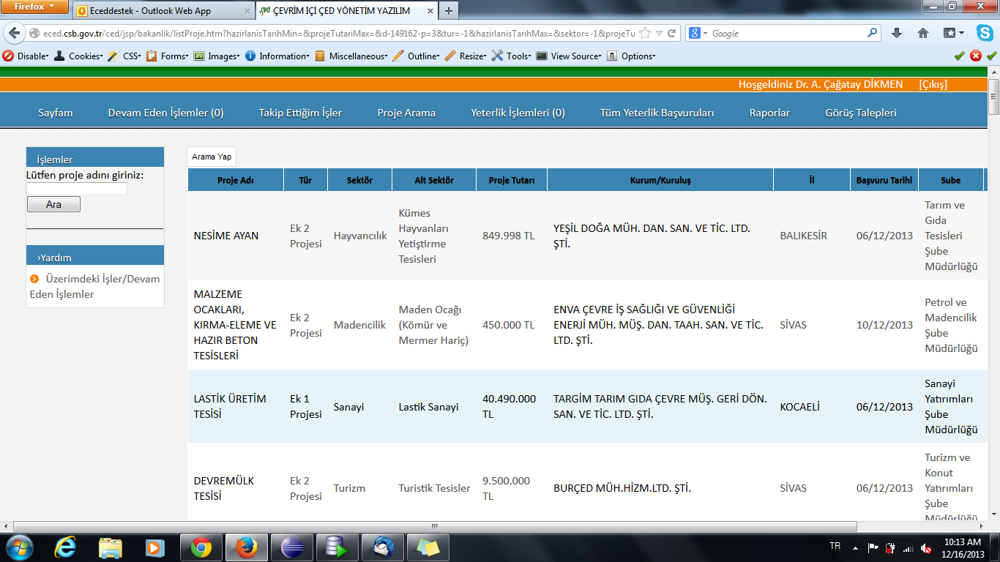 Firefox
Eceddestek - Outlook Web App
ÇEVRİM İÇİ ÇED YÖNETİM YAZILIM
eced.csb.gov.tr/ced/jsp/bakanlik/listProje.htm?hazirlanisTarihMin=&projeTutariMax=&d-149162-p=3&tur=-1&hazirlanisTarihMax=&sektor=-1&projeTu
Google
Disable Cookies CSS Forms Images Information Miscellaneous Outline Resize Tools View Source Options
Hoşgeldiniz Dr. A. Çağatay DİKMEN [Çıkış]
Sayfam Devam Eden İşlemler (0) Takip Ettiğim İşler Proje Arama Yeterlik İşlemleri (0) Tüm Yeterlik Başvuruları Raporlar Görüş Talepleri
İşlemler
Lütfen proje adını giriniz:
Ara
›Yardım
Üzerimdeki İşler/Devam
Eden İşlemler
Arama Yap
Proje Adı Tür Sektör Alt Sektör Proje Tutarı Kurum/Kuruluş İl Başvuru Tarihi Sube
NESİME AYAN
Ek 2
Projesi
Hayvancılık
Kümes
Hayvanları
Yetiştirme
Tesisleri
849.998 TL
YEŞİL DOĞA MÜH. DAN. SAN. VE TİC. LTD.
ŞTİ.
BALIKESİR
06/12/2013
Tarım ve
Gıda
Tesisleri
Şube
Müdürlüğü
MALZEME
OCAKLARI,
KIRMA-ELEME VE
HAZIR BETON
TESİSLERİ
Ek 2
Projesi
Madencilik
Maden Ocağı
(Kömür ve
Mermer Hariç)
450.000 TL
ENVA ÇEVRE İŞ SAĞLIĞI VE GÜVENLİĞİ
ENERJİ MÜH. MÜŞ. DAN. TAAH. SAN. VE TİC.
LTD. ŞTİ.
SİVAS
10/12/2013
Petrol ve
Madencilik
Şube
Müdürlüğü
LASTİK ÜRETİM
TESİSİ
Ek 1
Projesi
Sanayi
Lastik Sanayi
40.490.000
TL
TARGİM TARIM GIDA ÇEVRE MÜŞ. GERİ DÖN.
SAN. VE TİC. LTD. ŞTİ.
KOCAELİ
06/12/2013
Sanayi
Yatırımları
Şube
Müdürlüğü
DEVREMÜLK
TESİSİ
Ek 2
Projesi
Turizm
Turistik Tesisler
9.500.000
TL
BURÇED MÜH.HİZM.LTD. ŞTİ.
SİVAS
06/12/2013
Turizm ve
Konut
Yatırımları
Şube
Müdürlüğü
TR
10:13 AM
12/16/2013